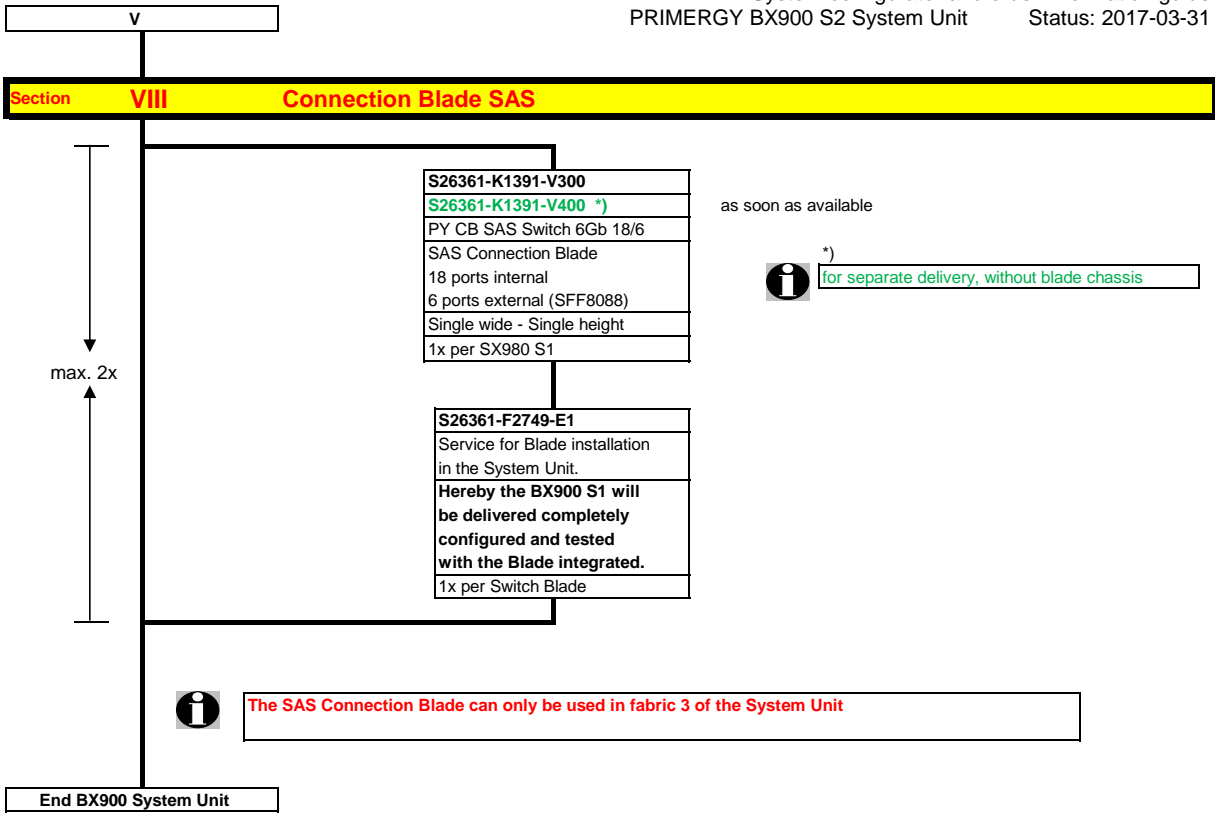 PRIMERGY BX900 S2 System Unit Status: 2017-03-31
V
Section VIII Connection Blade SAS
S26361-K1391-V300
S26361-K1391-V400 *) as soon as available
PY CB SAS Switch 6Gb 18/6
SAS Connection Blade
18 ports internal
6 ports external (SFF8088)
Single wide - Single height
1x per SX980 S1
*)
for separate delivery, without blade chassis
max. 2x
S26361-F2749-E1
Service for Blade installation
in the System Unit.
Hereby the BX900 S1 will
be delivered completely
configured and tested
with the Blade integrated.
1x per Switch Blade
The SAS Connection Blade can only be used in fabric 3 of the System Unit
End BX900 System Unit